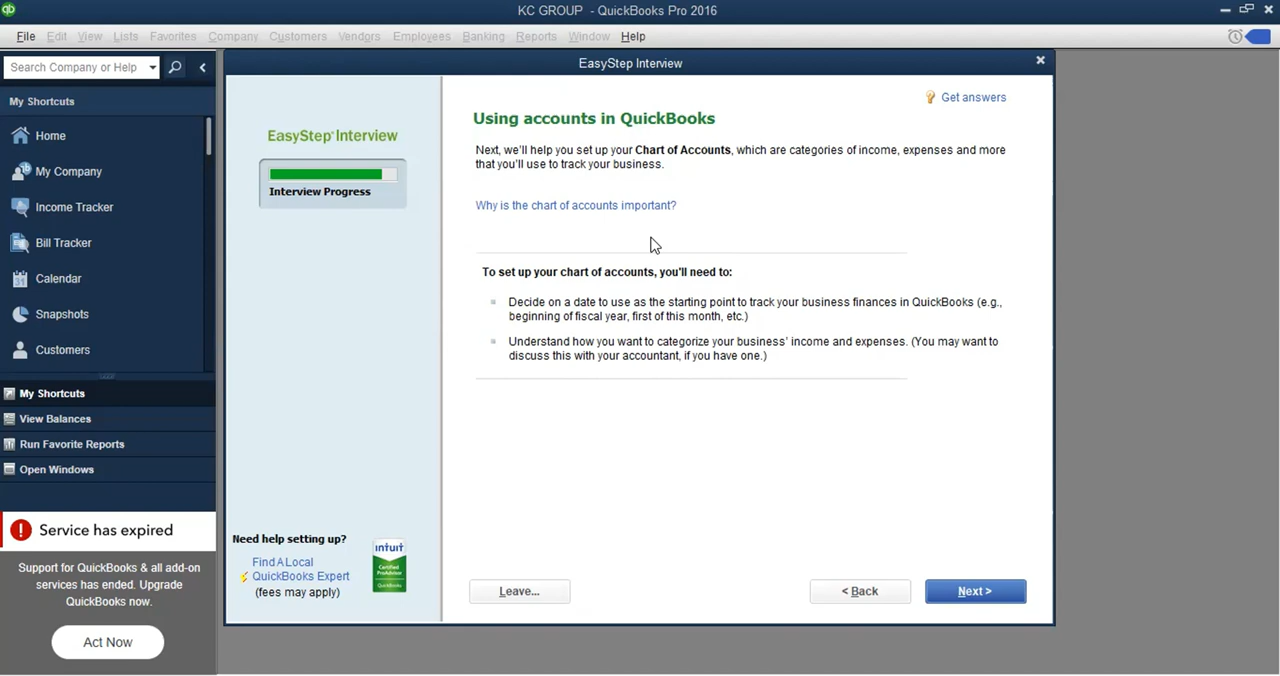 qb
KC GROUP - QuickBooks Pro 2016
File Edit View Lists Favorites Company Customers Vendors Employees Banking Reports Window Help
Search Company or Help
My Shortcuts
Home
My Company
Income Tracker
Bill Tracker
31
Calendar
Snapshots
Customers
My Shortcuts
View Balances
Run Favorite Reports
Open Windows
! Service has expired
Support for QuickBooks & all add-on
services has ended. Upgrade
QuickBooks now.
Act Now
EasyStep Interview
EasyStep Interview
Interview Progress
Need help setting up?
Find A Local
QuickBooks Expert
(fees may apply)
intuit
Certified
ProAdvisor
QuickBooks
? Get answers
Using accounts in QuickBooks
Next, we'll help you set up your Chart of Accounts, which are categories of income, expenses and more
that you'll use to track your business.
Why is the chart of accounts important?
To set up your chart of accounts, you'll need to:
Decide on a date to use as the starting point to track your business finances in QuickBooks (e.g.,
beginning of fiscal year, first of this month, etc.)
Understand how you want to categorize your business' income and expenses. (You may want to
discuss this with your accountant, if you have one.)
Leave...
< Back
Next >